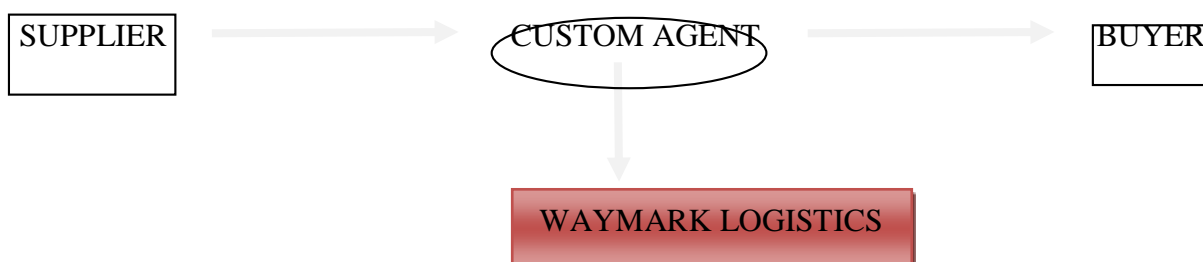 SUPPLIER
CUSTOM AGENT
BUYER
WAYMARK LOGISTICS